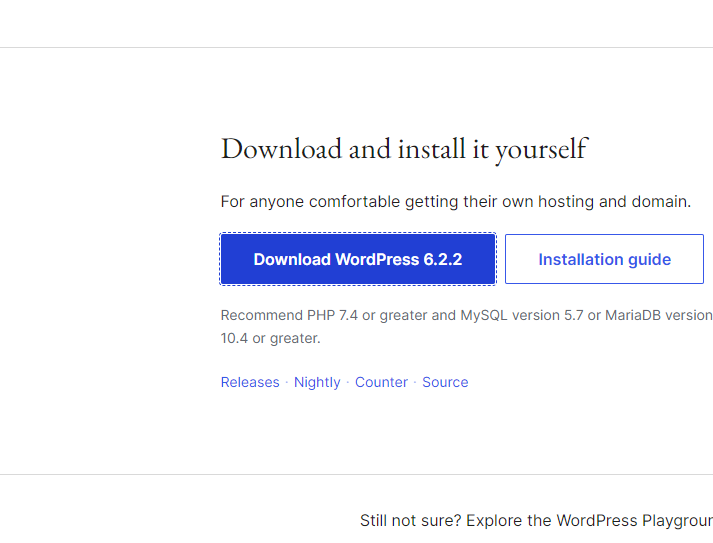 Download and install it yourself
For anyone comfortable getting their own hosting and domain.
Download WordPress 6.2.2
Installation guide
Recommend PHP 7.4 or greater and MySQL version 5.7 or MariaDB version
10.4 or greater.
Releases · Nightly · Counter · Source
Still not sure? Explore the WordPress